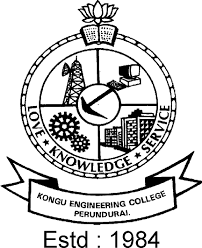 LOVE • KNOWLEDGE • SERVICE
KONGU ENGINEERING COLLEGE
PERUNDURAI.
Estd : 1984